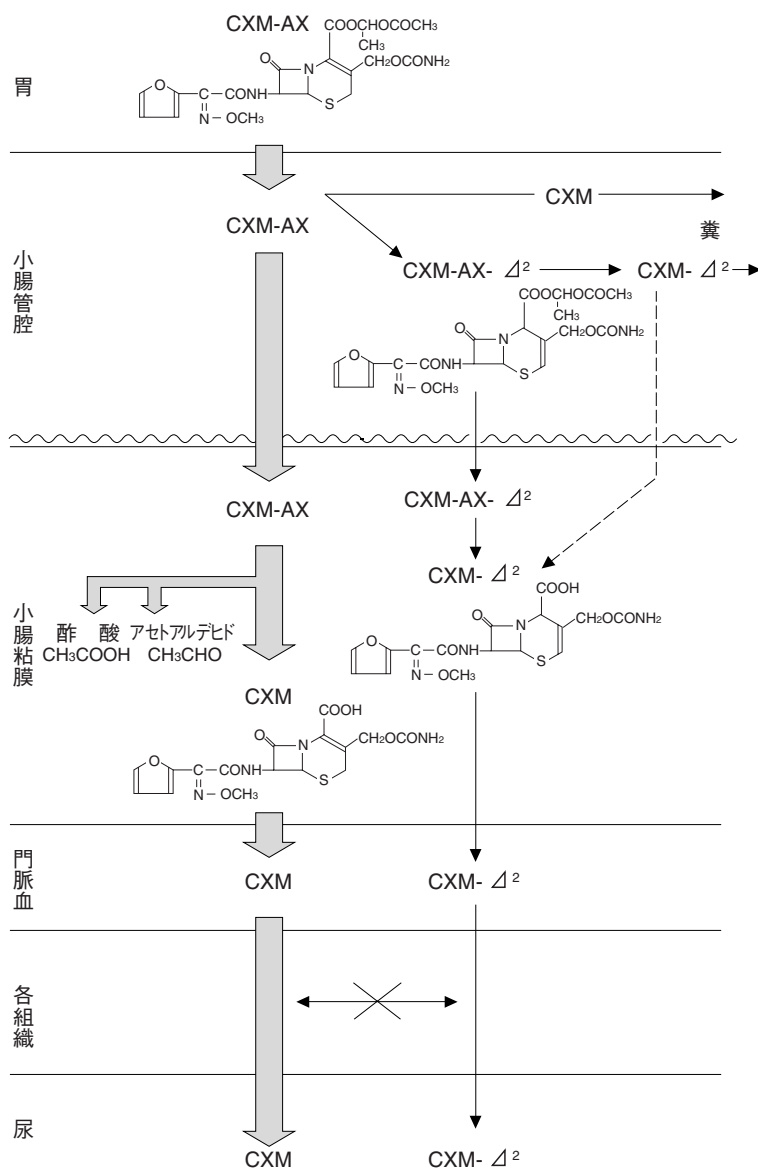 CXM-AX
COOCHOCOCH3
CH3
O
N
CH2OCOCNH2
胃
O
C
CONH
S
N
OCH3
CXM
CXM-AX
糞
小腸管腔
CXM-AX- ⊿2
CXM- ⊿2
COOCHOCOCH3
CH3
O
N
CH2OCOCNH2
O
C
CONH
S
N
OCH3
CXM-AX
CXM-AX- ⊿2
CXM- ⊿2
COOH
小腸粘膜
酢 酸 アセトアルデヒド
CH3COOH CH3CHO
O
N
CH2OCONH2
O
C
CONH
S
N
OCH3
CXM
COOH
O
N
CH2OCONH2
O
C
CONH
S
N
OCH3
門脈血
CXM
CXM- ⊿2
各組織
尿
CXM
CXM- ⊿2